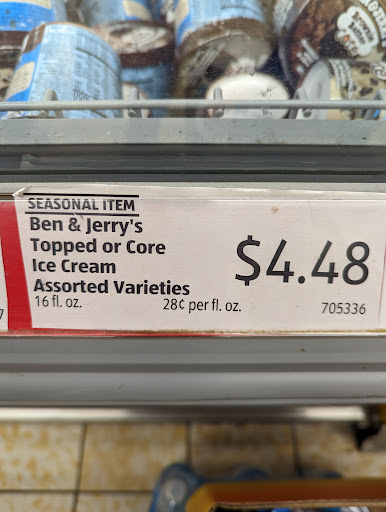 SEASONAL ITEM
Ben & Jerry's
Topped or Core
Ice Cream
Assorted Varieties
16 fl. oz. 28¢ per fl. oz.
$4.48
705336